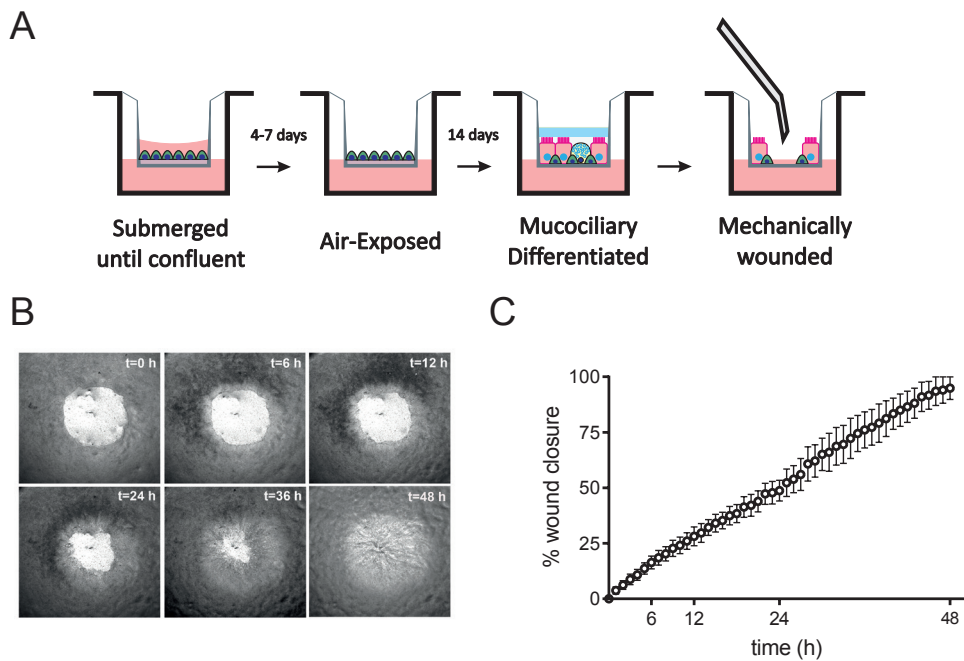 A
4-7 days
14 days
Submerged
until confluent
Air-Exposed
Mucociliary
Differentiated
Mechanically
wounded
B
t=0 h
t=6 h
t=12 h
t=24 h
t=36 h
t=48 h
C
% wound closure
100
75
50
25
0
6
12
24
48
time (h)